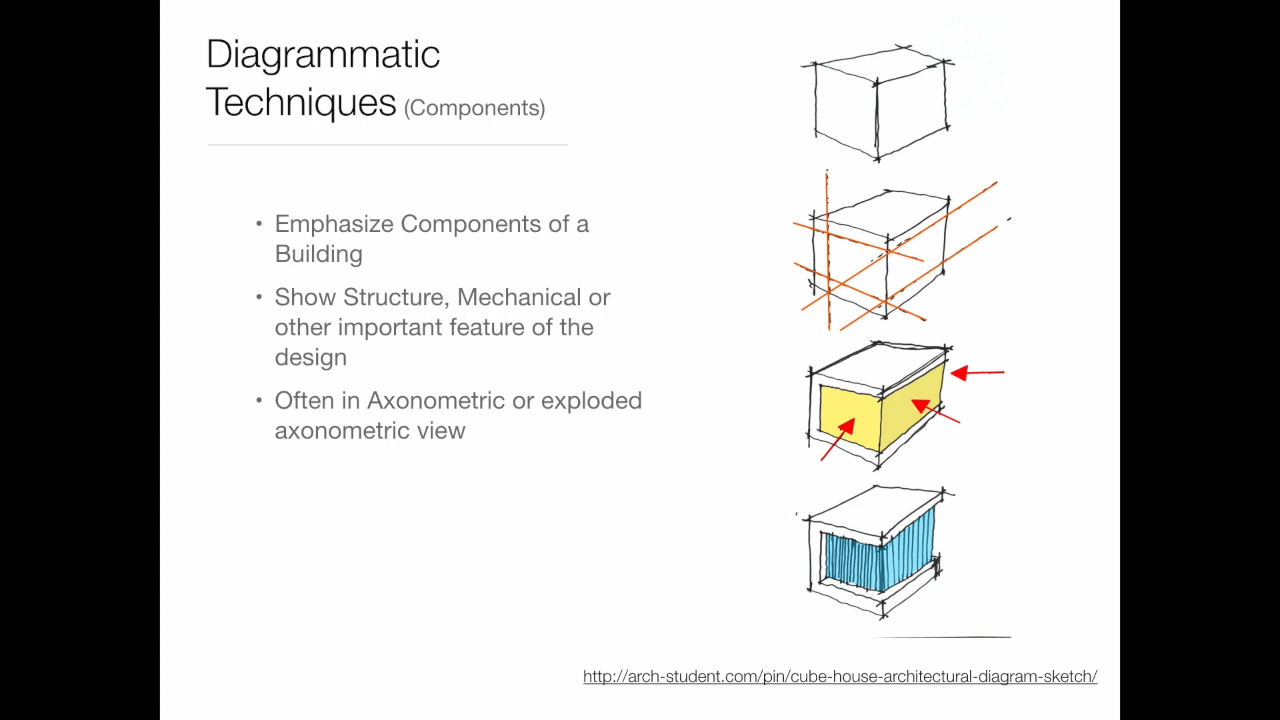 Diagrammatic
Techniques (Components)
• Emphasize Components of a
Building
• Show Structure, Mechanical or
other important feature of the
design
• Often in Axonometric or exploded
axonometric view
http://arch-student.com/pin/cube-house-architectural-diagram-sketch/